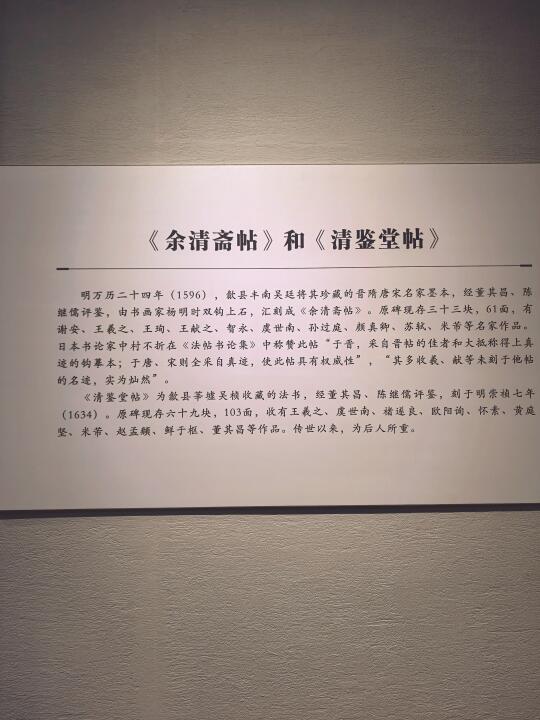 《余清斋帖》和《清鉴堂帖》
明万历二十四年（1596），歙县丰南吴廷将其珍藏的晋隋唐宋名家墨本，经董其昌、陈
继儒评鉴，由书画家杨明时双钩上石，汇刻成《余清斋帖》。原碑现存三十三块，61面，有
谢安、王羲之、王珣、王献之、智永、虞世南、孙过庭、颜真卿、苏轼、米芾等名家作品。
日本书论家中村不折在《法帖书论集》中称赞此帖“于晋，采自晋帖的佳者和大抵称得上真
迹的钩摹本；于唐、宋则全采自真迹，使此帖具有权威性”，“其多收羲、献等未刻于他帖
的名迹，实为灿然”。
《清鉴堂帖》为歙县莘墟吴桢收藏的法书，经董其昌、陈继儒评鉴，刻于明崇祯七年
（1634）。原碑现存六十九块，103面，收有王羲之、虞世南、褚遂良、欧阳询、怀素、黄庭
坚、米芾、赵孟頫、鲜于枢、董其昌等作品。传世以来，为后人所重。